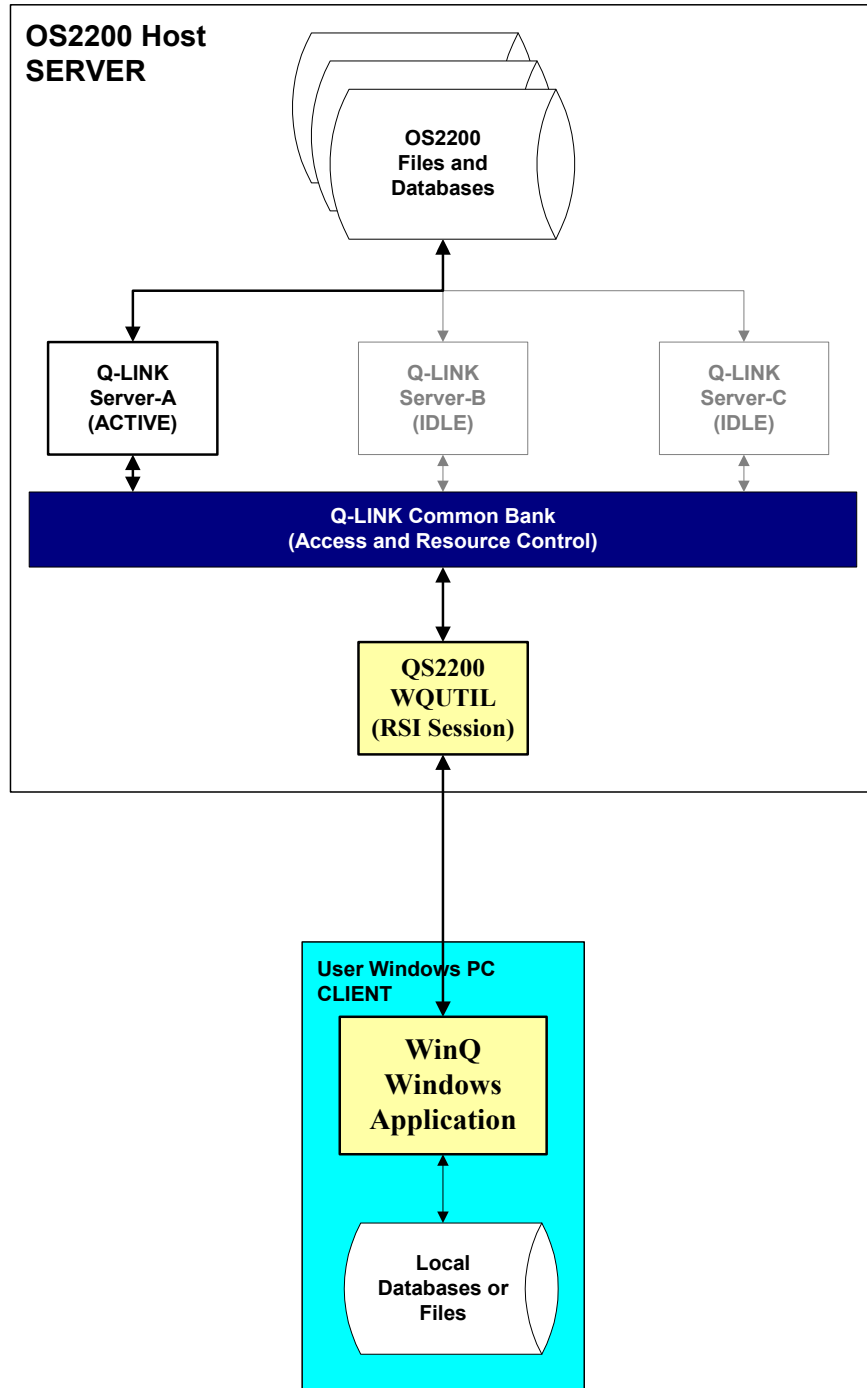 OS2200 Host
SERVER
OS2200
Files and
Databases
Q-LINK
Server-A
(ACTIVE)
Q-LINK
Server-B
(IDLE)
Q-LINK
Server-C
(IDLE)
Q-LINK Common Bank
(Access and Resource Control)
QS2200
WQUTIL
(RSI Session)
User Windows PC
CLIENT
WinQ
Windows
Application
Local
Databases or
Files